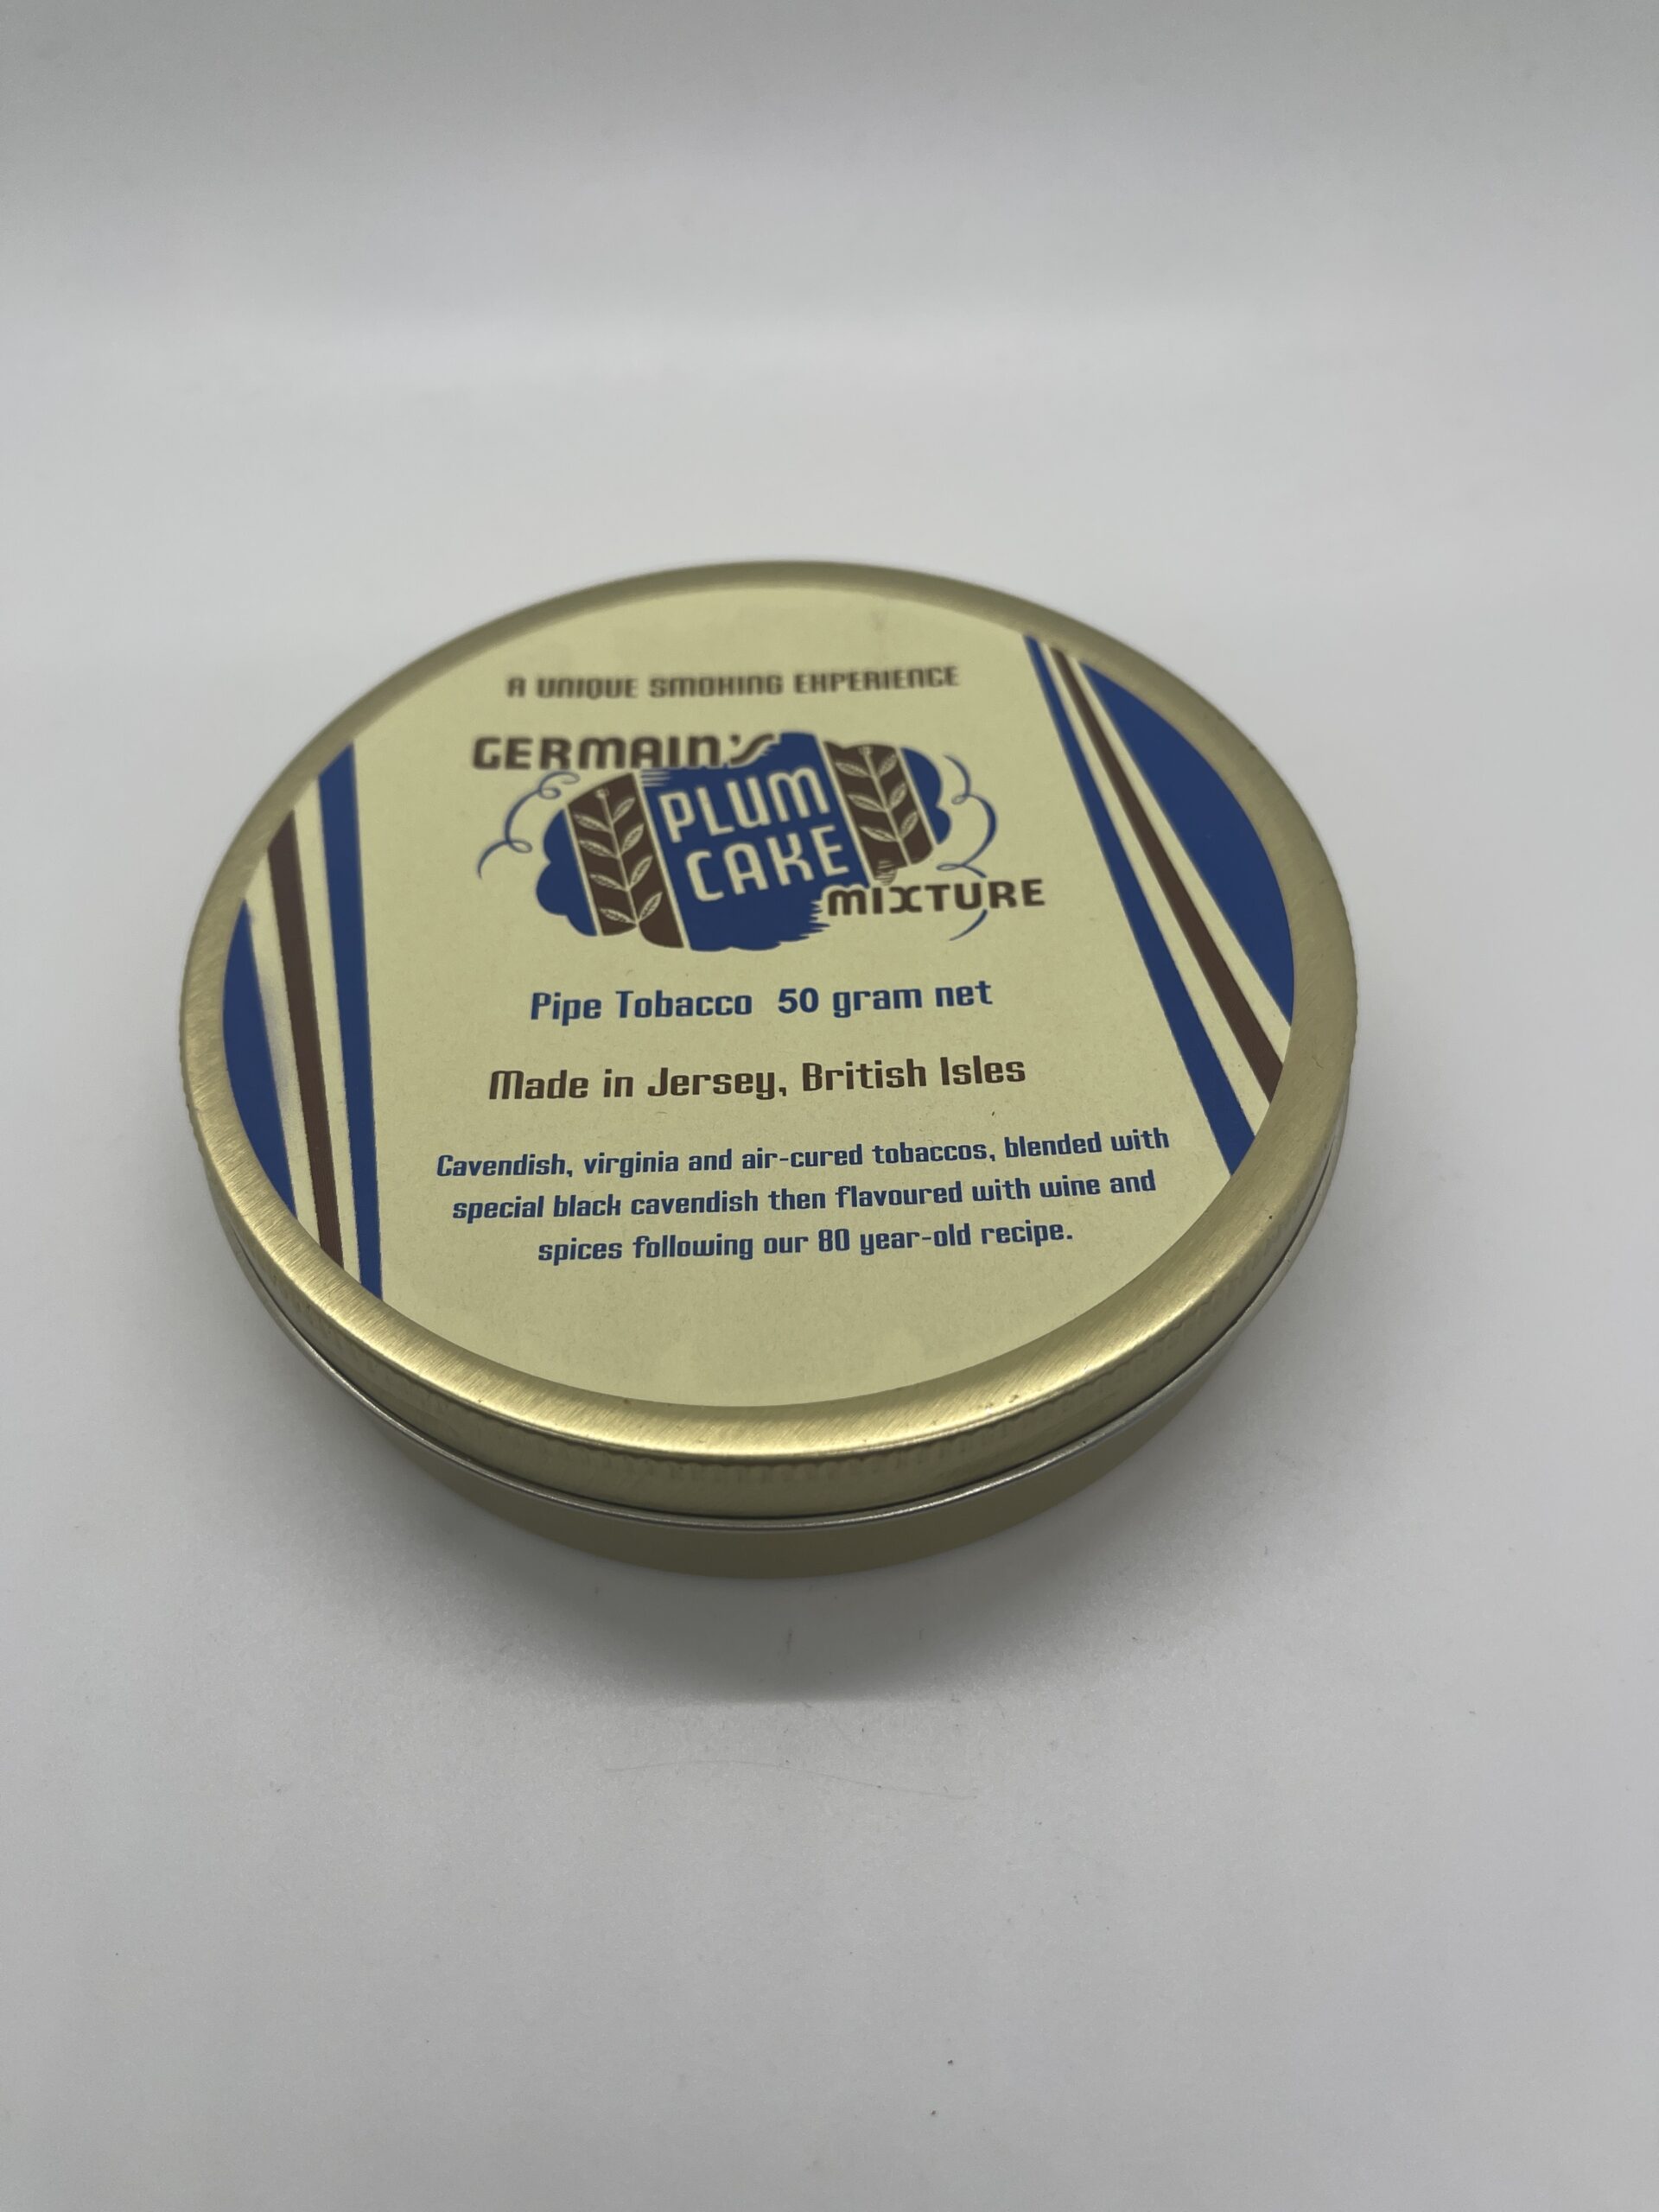 A UNIQUE SMOKING EXPERIENCE
GERMAIN'S
PLUM
CAKE
MIXTURE
Pipe Tobacco 50 gram net
Made in Jersey, British Isles
Cavendish, virginia and air-cured tobaccos, blended with
special black cavendish then flavoured with wine and
spices following our 80 year-old recipe.